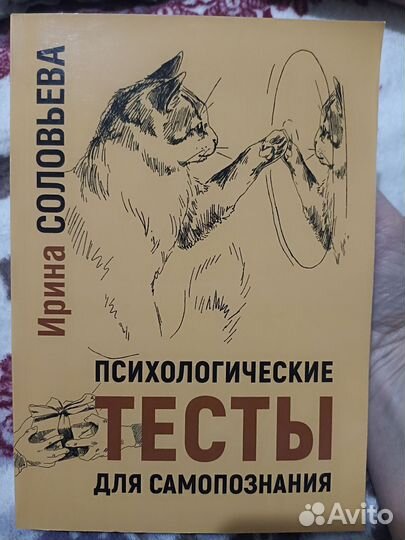 Ирина СОЛОВЬЕВА
ПСИХОЛОГИЧЕСКИЕ
ТЕСТЫ
ДЛЯ САМОПОЗНАНИЯ
Avito